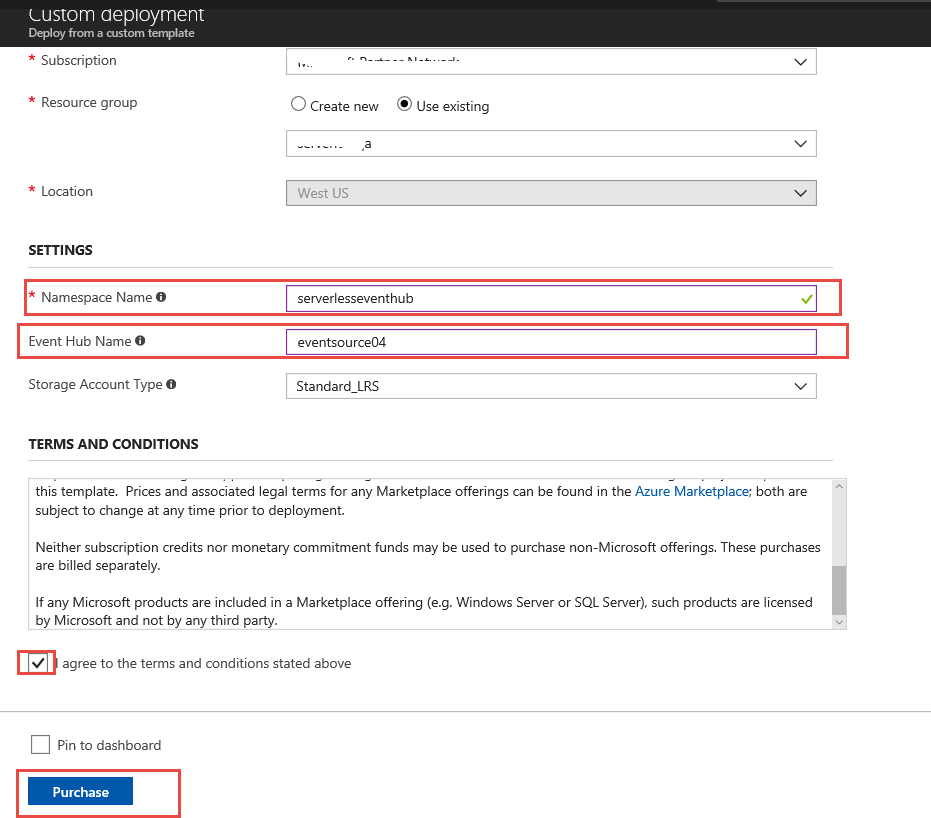 Custom deployment
Deploy from a custom template
* Subscription
Partner Network
* Resource group
Create new Use existing
* Location
West US
SETTINGS
* Namespace Name
serverlesseventhub
Event Hub Name
eventsource04
Storage Account Type
Standard_LRS
TERMS AND CONDITIONS
this template. Prices and associated legal terms for any Marketplace offerings can be found in the Azure Marketplace; both are
subject to change at any time prior to deployment.
Neither subscription credits nor monetary commitment funds may be used to purchase non-Microsoft offerings. These purchases
are billed separately.
If any Microsoft products are included in a Marketplace offering (e.g. Windows Server or SQL Server), such products are licensed
by Microsoft and not by any third party.
I agree to the terms and conditions stated above
Pin to dashboard
Purchase